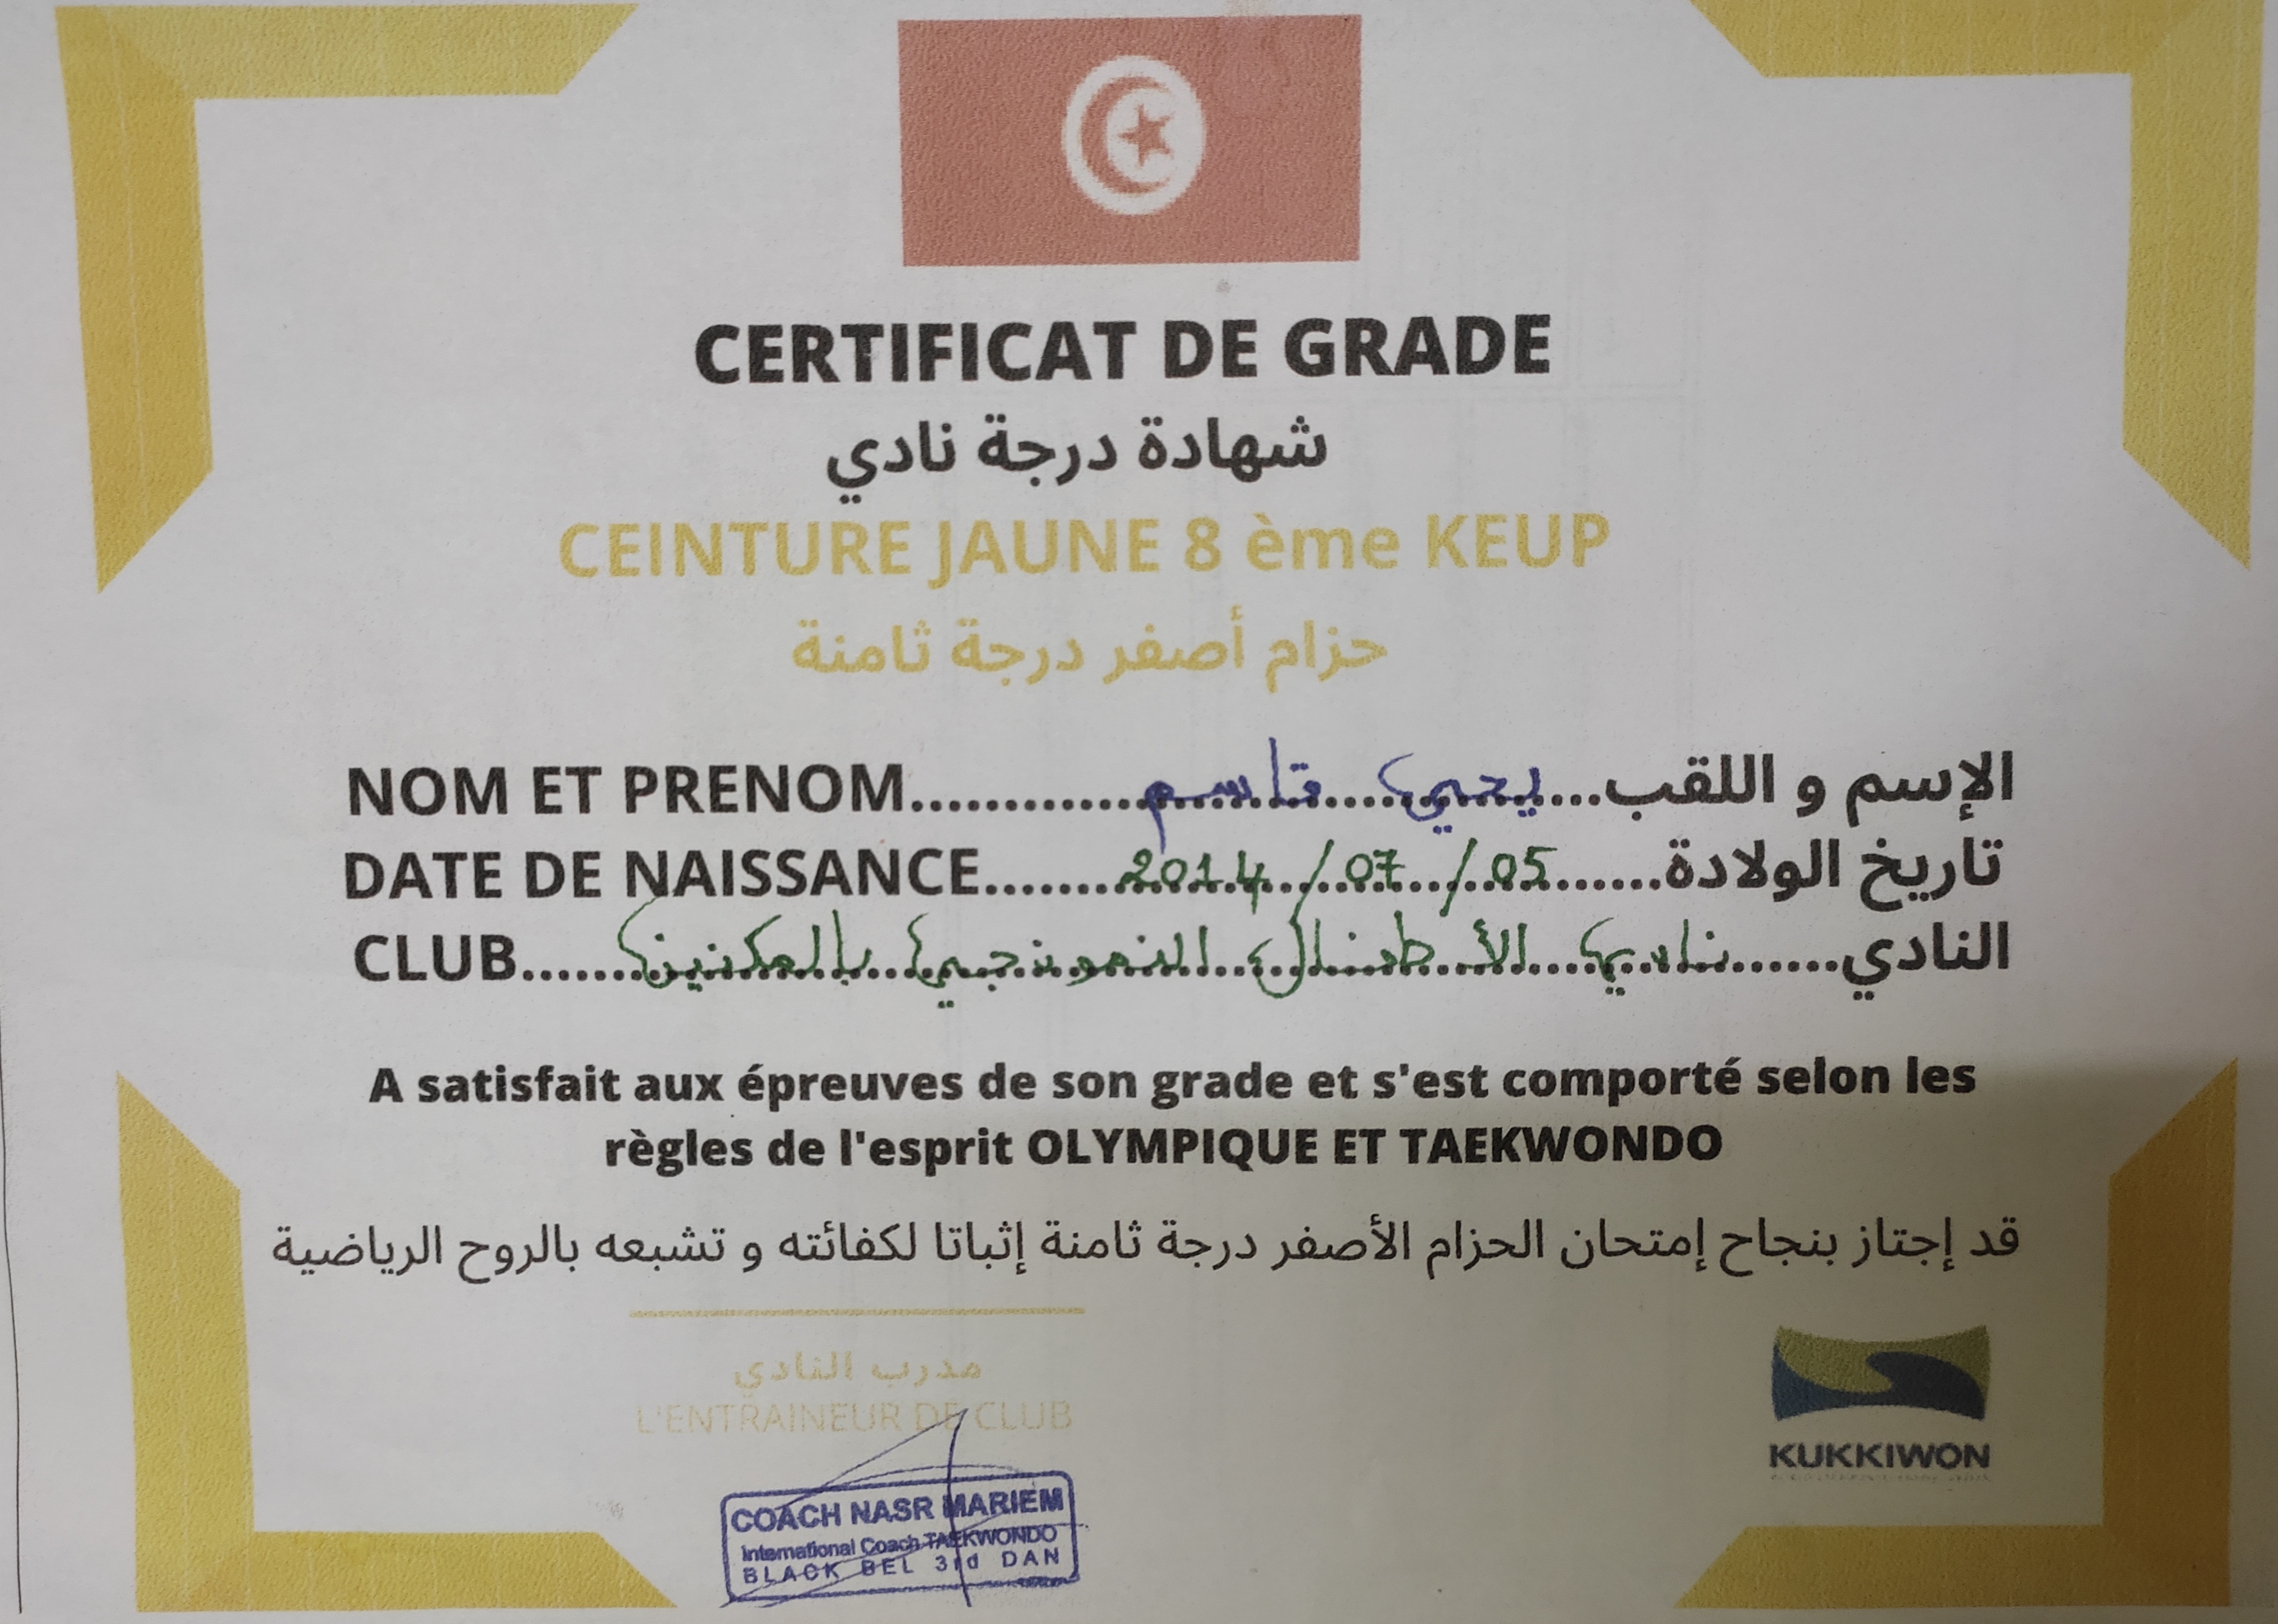 CERTIFICAT DE GRADE
شهادة درجة نادي
CEINTURE JAUNE 8 ème KEUP
حزام أصفر درجة ثامنة
NOM ET PRENOM.................... يحيي قاسم ....الإسم و اللقب
DATE DE NAISSANCE........2014/07/05.......تاريخ الولادة
CLUB....... نادي الأطفال النموذجي بالمكنين .......النادي
A satisfait aux épreuves de son grade et s'est comporté selon les
règles de l'esprit OLYMPIQUE ET TAEKWONDO
قد إجتاز بنجاح إمتحان الحزام الأصفر درجة ثامنة إثباتا لكفائته و تشبعه بالروح الرياضية
مدرب النادي
L'ENTRAINEUR DE CLUB
COACH NASR MARIEM
International Coach TAEKWONDO
BLACK BEL 3rd DAN
KUKKIWON